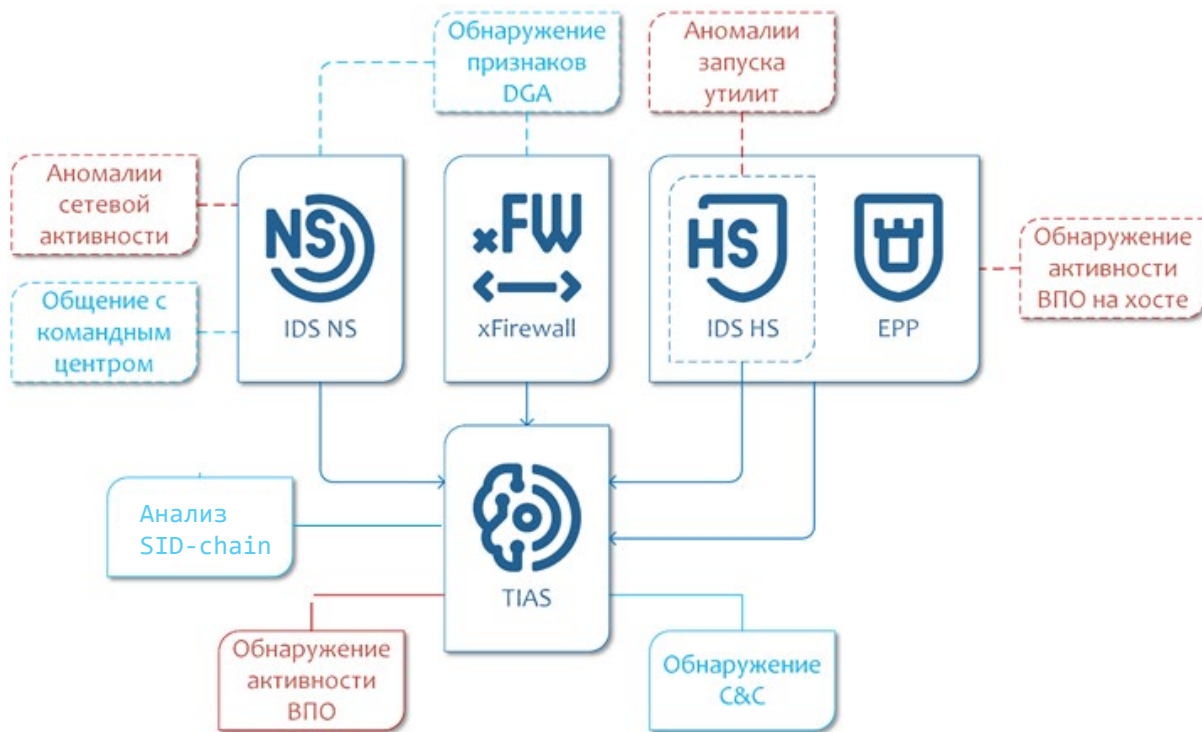 Обнаружение
признаков
DGA
Аномалии
запуска
утилит
Аномалии
сетевой
активности
Общение с
командным
центром
NS
IDS NS
xFW
xFirewall
HS
IDS HS
EPP
Обнаружение
активности
ВПО на хосте
Анализ
SID-chain
TIAS
Обнаружение
активности
ВПО
Обнаружение
C&C